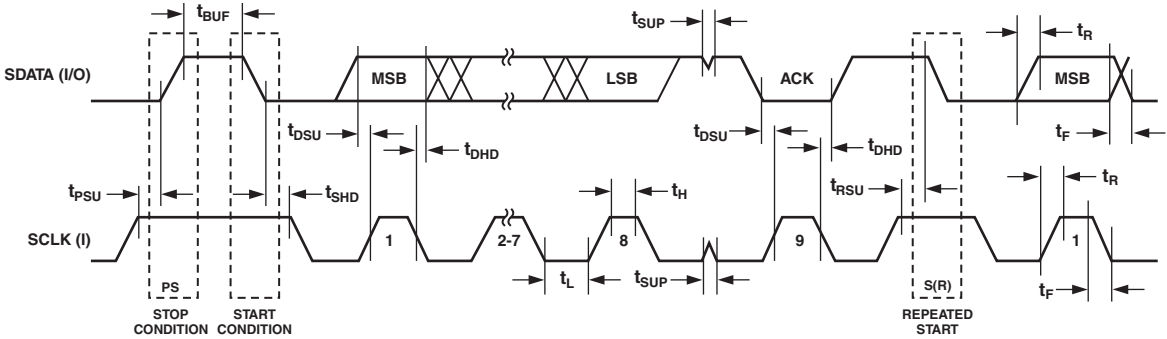 tBUF
tSUP
tR
SDATA (I/O)
MSB
LSB
ACK
MSB
tDSU
tDHD
tDSU
tDHD
tF
tPSU
tSHD
tH
tRSU
tR
SCLK (I)
1
2-7
8
9
1
tL
tSUP
tF
PS
S(R)
STOP CONDITION
START CONDITION
REPEATED START